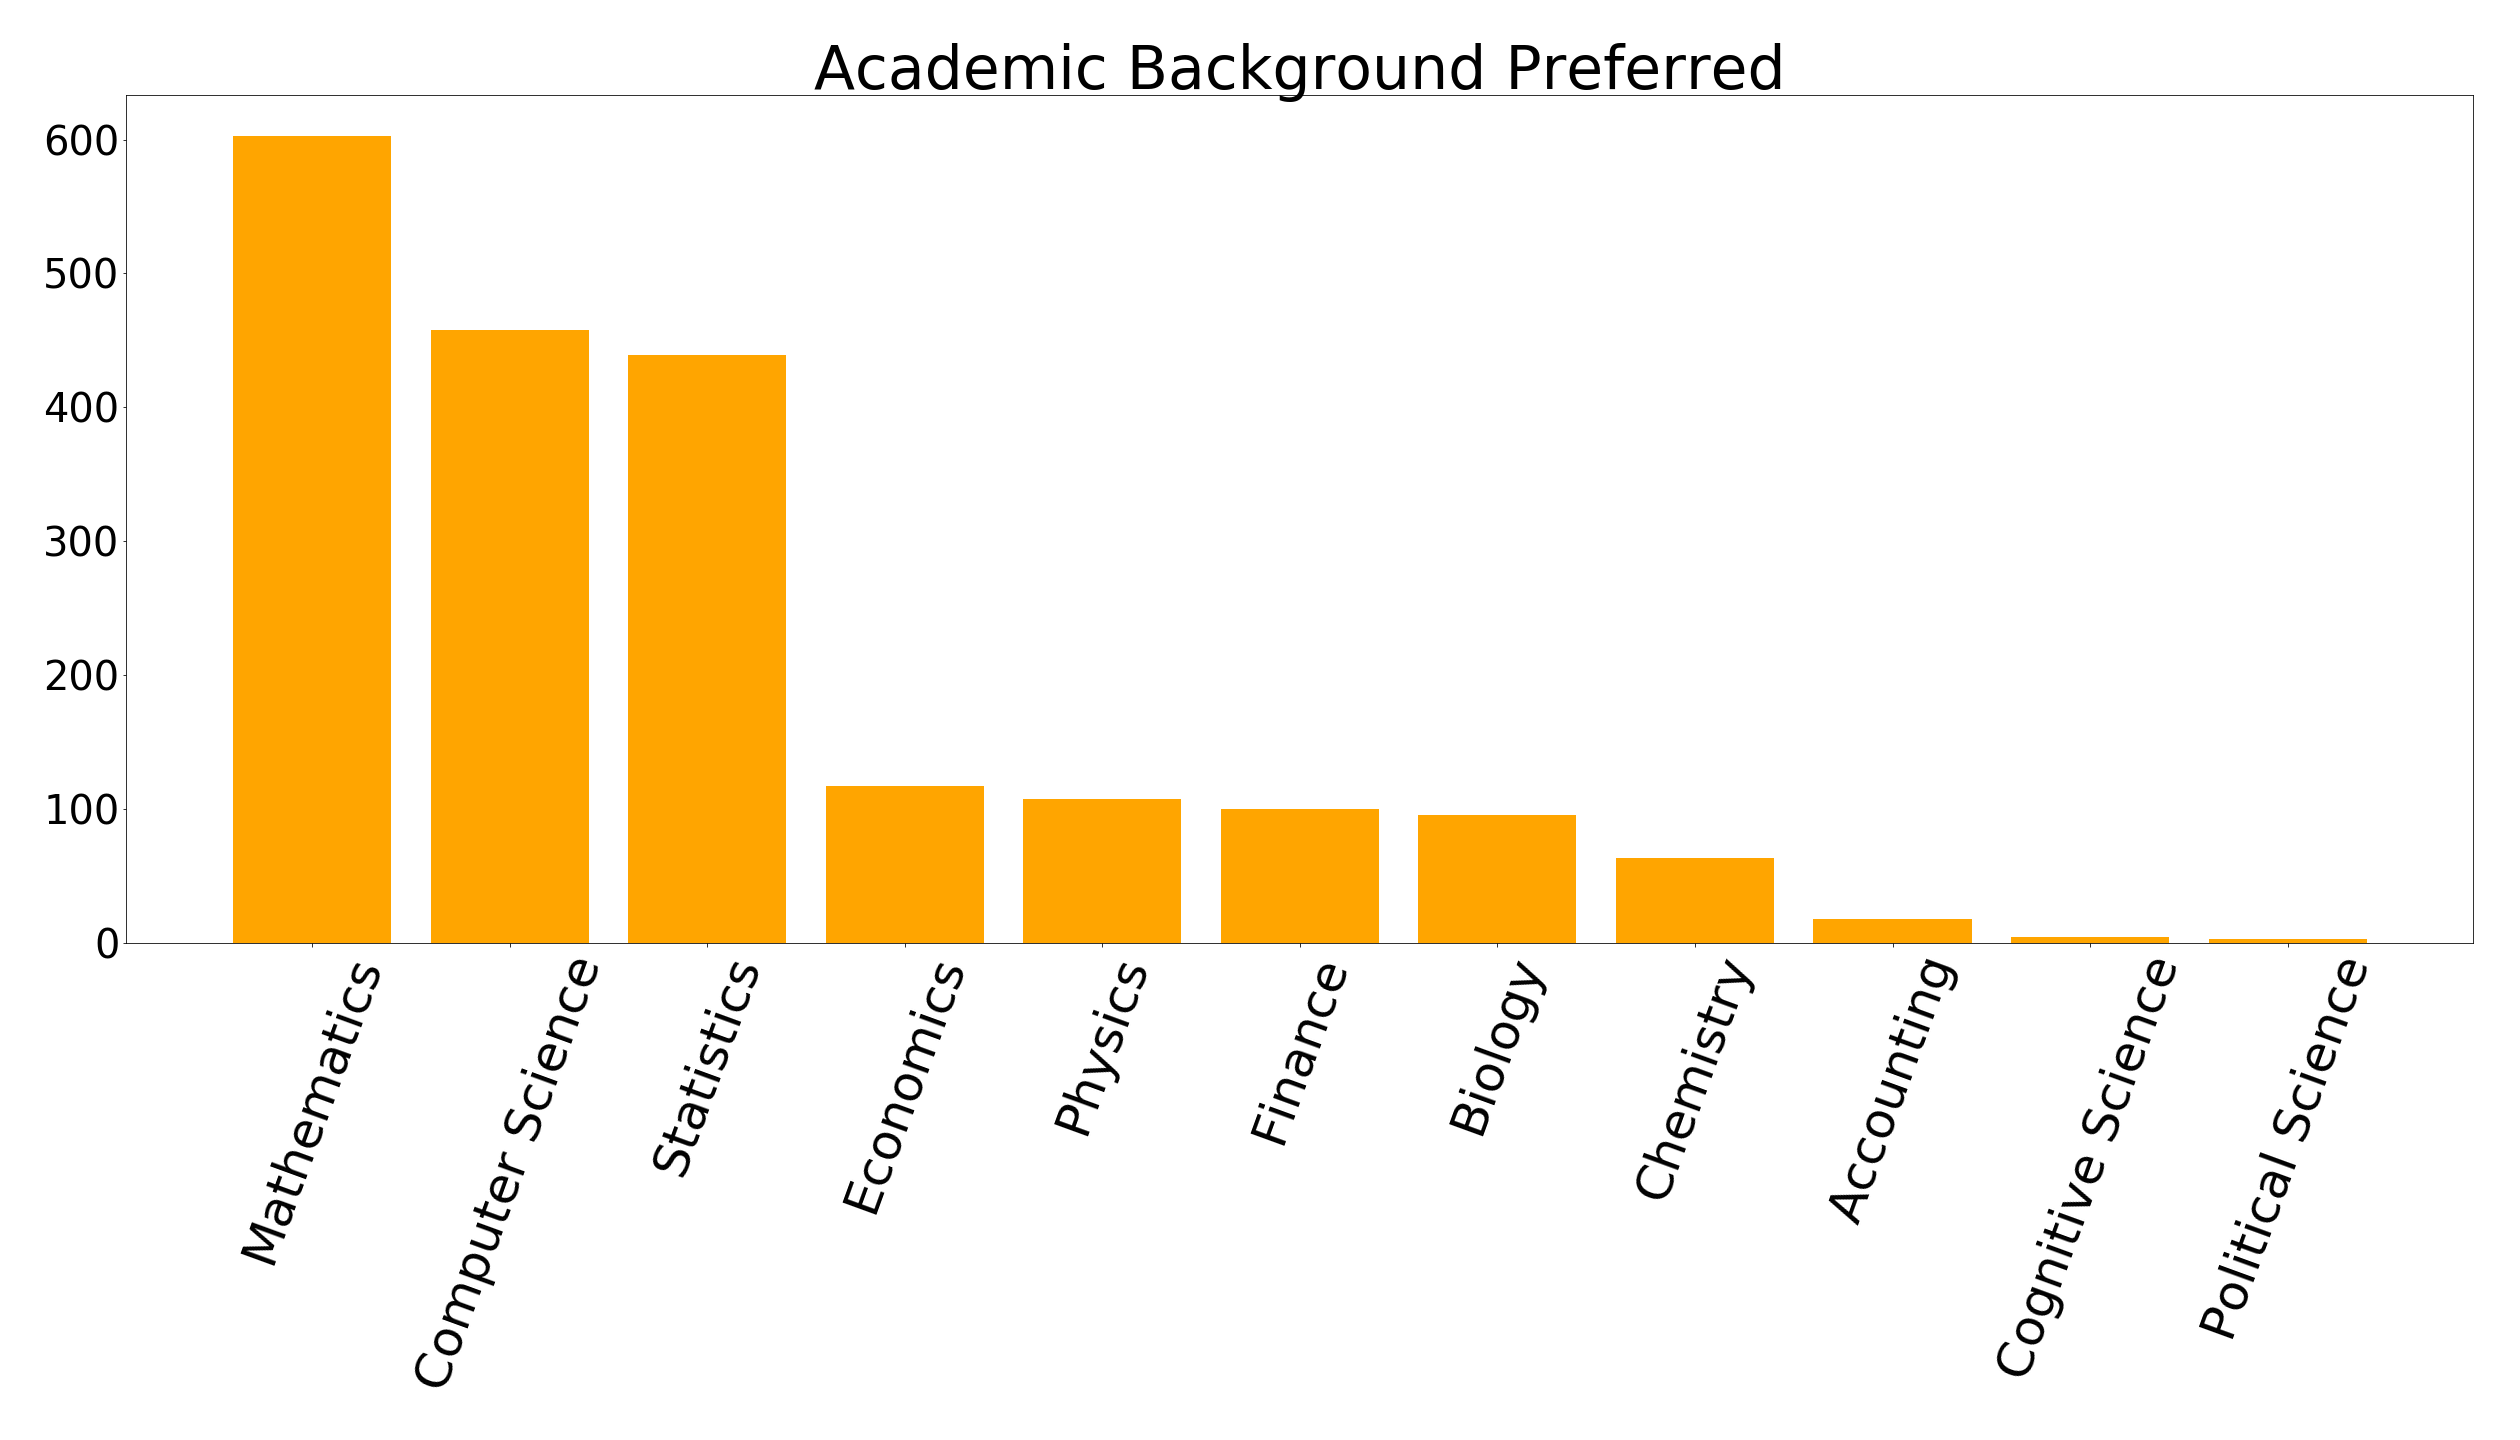 Academic Background Preferred
600
500
400
300
200
100
0
Mathematics
Computer Science
Statistics
Economics
Physics
Finance
Biology
Chemistry
Accounting
Cognitive Science
Political Science